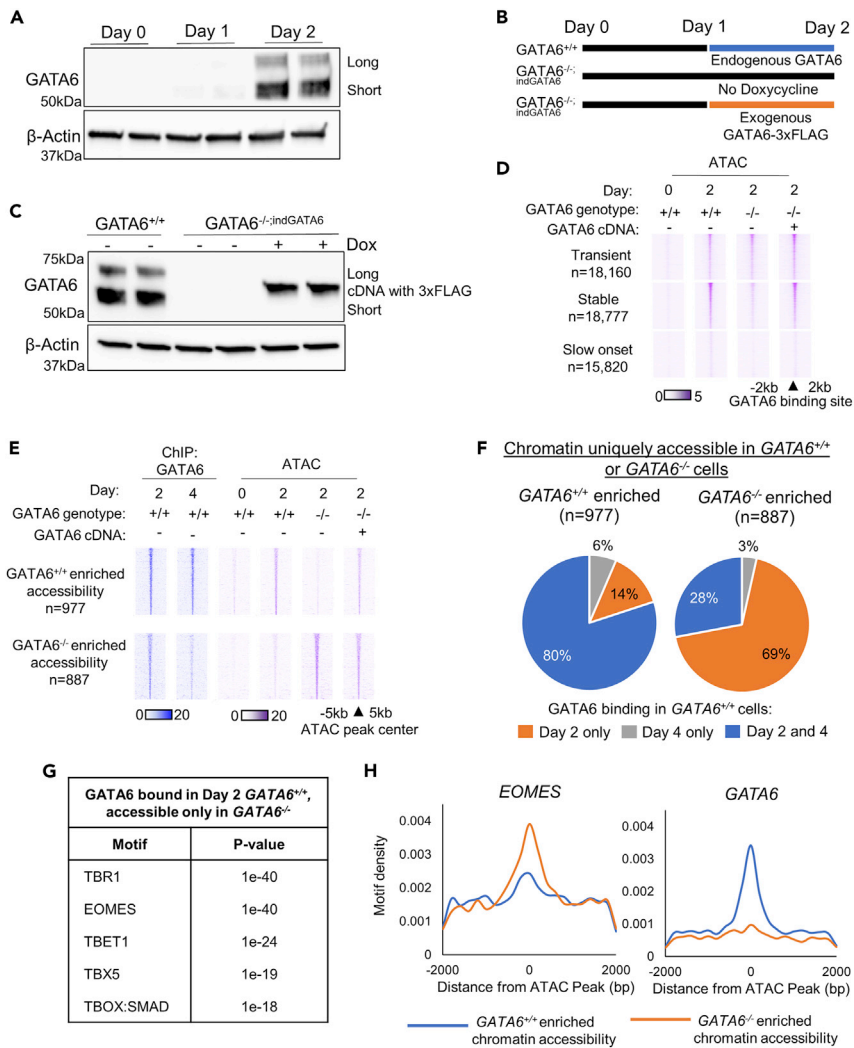 A
Day 0 Day 1 Day 2
GATA6
50kDa
Long
Short
β-Actin
37kDa
B
Day 0 Day 1 Day 2
GATA6+/+
Endogenous GATA6
GATA6-/-;
indGATA6
No Doxycycline
GATA6-/-;
indGATA6
Exogenous
GATA6-3xFLAG
C
GATA6+/+ GATA6-/-;indGATA6
- - - - + + Dox
75kDa
GATA6
50kDa
Long
cDNA with 3xFLAG
Short
β-Actin
37kDa
D
ATAC
Day: 0 2 2 2
GATA6 genotype: +/+ +/+ -/- -/-
GATA6 cDNA: - - - +
Transient
n=18,160
Stable
n=18,777
Slow onset
n=15,820
0 5
-2kb ▲ 2kb
GATA6 binding site
E
ChIP:
GATA6
ATAC
Day: 2 4 0 2 2 2
GATA6 genotype: +/+ +/+ +/+ +/+ -/- -/-
GATA6 cDNA: - - - - - +
GATA6+/+ enriched
accessibility
n=977
GATA6-/- enriched
accessibility
n=887
0 20 0 20
-5kb ▲ 5kb
ATAC peak center
F
Chromatin uniquely accessible in GATA6+/+
or GATA6-/- cells
GATA6+/+ enriched
(n=977)
GATA6-/- enriched
(n=887)
6%
14%
80%
3%
28%
69%
GATA6 binding in GATA6+/+ cells:
Day 2 only Day 4 only Day 2 and 4
G
GATA6 bound in Day 2 GATA6+/+,
accessible only in GATA6-/-
Motif P-value
TBR1 1e-40
EOMES 1e-40
TBET1 1e-24
TBX5 1e-19
TBOX:SMAD 1e-18
H
EOMES
Motif density
0.004
0.003
0.002
0.001
0
-2000 0 2000
Distance from ATAC Peak (bp)
GATA6
0.004
0.003
0.002
0.001
0
-2000 0 2000
Distance from ATAC Peak (bp)
GATA6+/+ enriched
chromatin accessibility
GATA6-/- enriched
chromatin accessibility